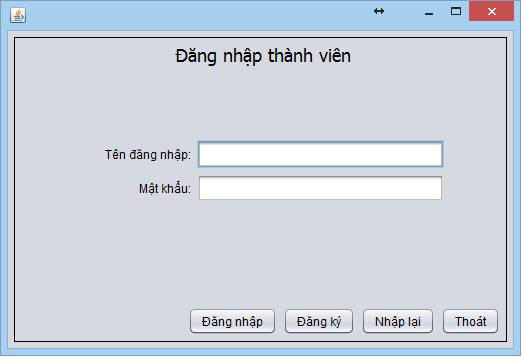 Đăng nhập thành viên
Tên đăng nhập:
Mật khẩu:
Đăng nhập Đăng ký Nhập lại Thoát